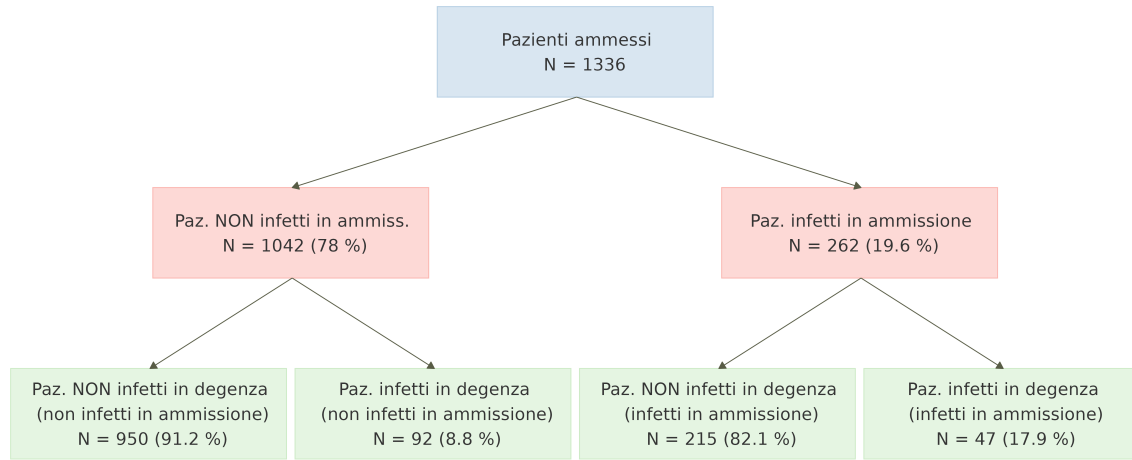 Pazienti ammessi
N = 1336
Paz. NON infetti in ammiss.
N = 1042 (78 %)
Paz. infetti in ammissione
N = 262 (19.6 %)
Paz. NON infetti in degenza
(non infetti in ammissione)
N = 950 (91.2 %)
Paz. infetti in degenza
(non infetti in ammissione)
N = 92 (8.8 %)
Paz. NON infetti in degenza
(infetti in ammissione)
N = 215 (82.1 %)
Paz. infetti in degenza
(infetti in ammissione)
N = 47 (17.9 %)